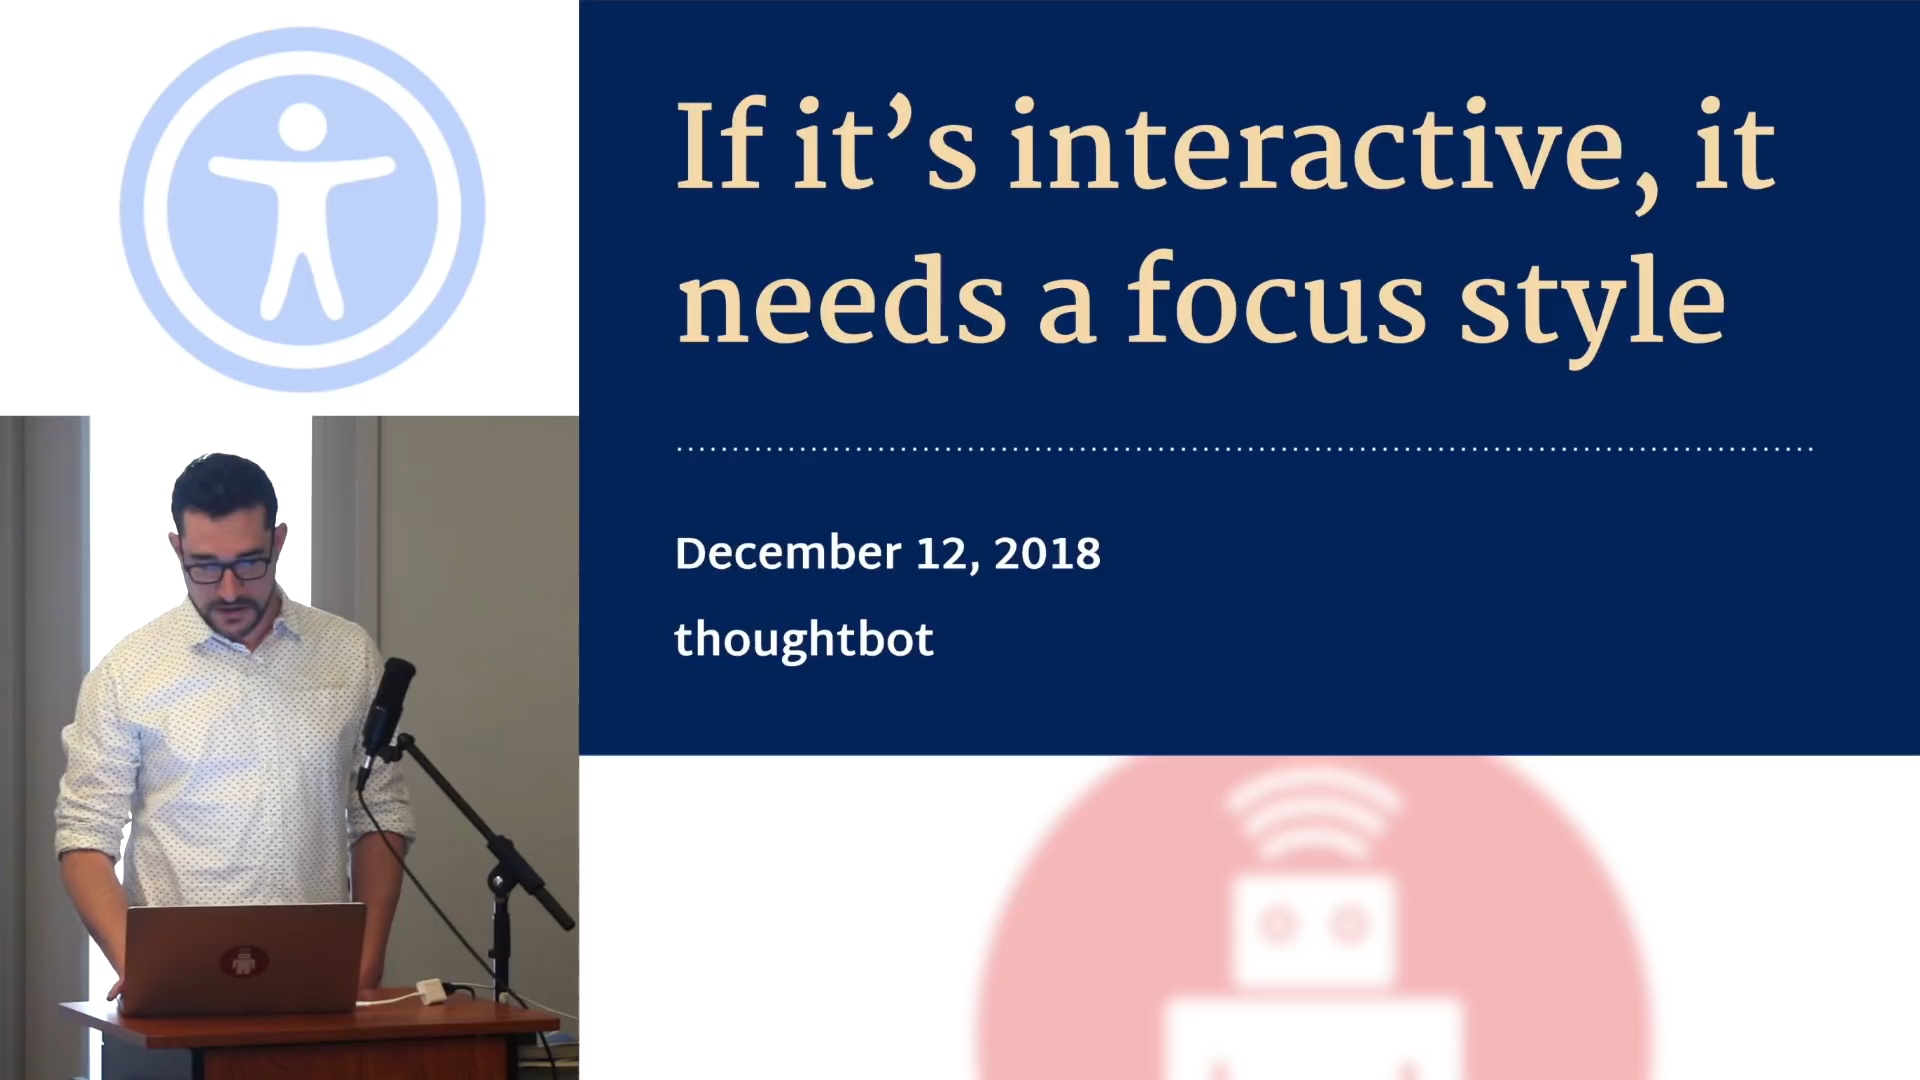 If it’s interactive, it
needs a focus style
December 12, 2018
thoughtbot